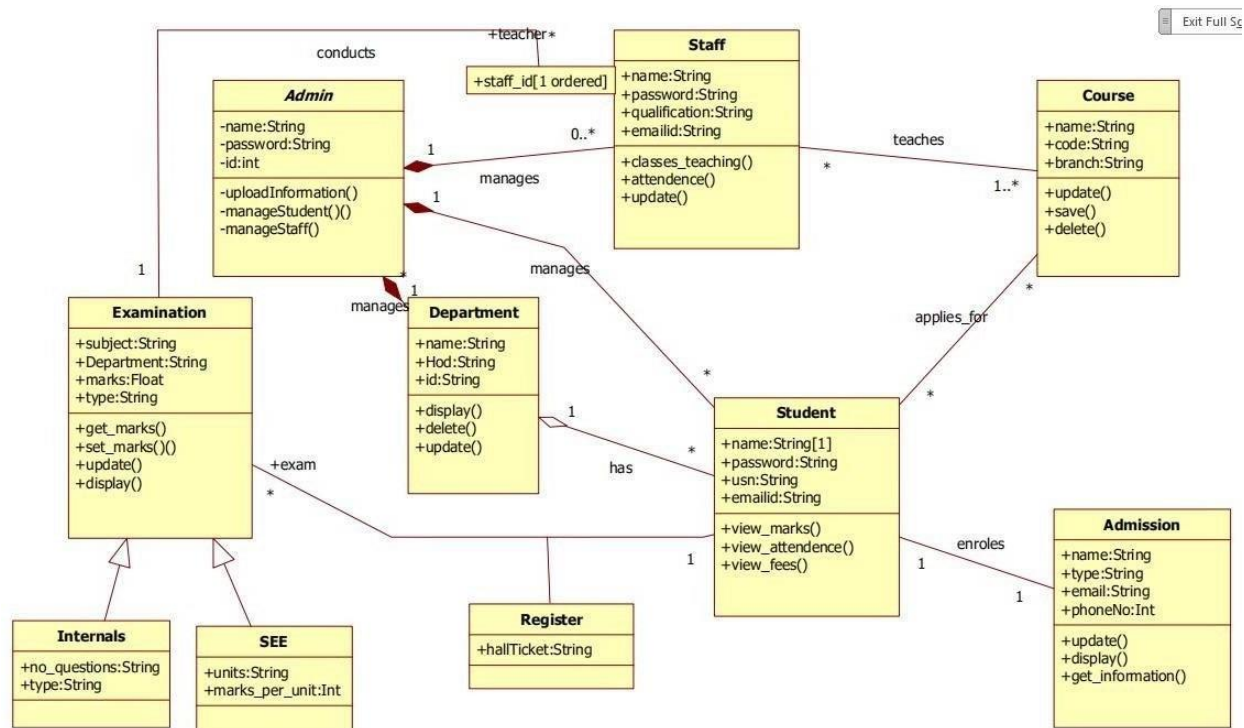 Exit Full Sc
conducts
+teacher *
+staff_id[1 ordered]
Staff
+name:String
+password:String
+qualification:String
+emailid:String
+classes_teaching()
+attendence()
+update()
Admin
-name:String
-password:String
-id:int
-uploadInformation()
-manageStudent()()
-manageStaff()
Course
+name:String
+code:String
+branch:String
+update()
+save()
+delete()
1
0..*
manages
teaches
*
1..*
1
manages
*
*
1
manages
1
Examination
+subject:String
+Department:String
+marks:Float
+type:String
+get_marks()
+set_marks()()
+update()
+display()
Department
+name:String
+Hod:String
+id:String
+display()
+delete()
+update()
*
applies_for
*
1
has
*
Student
+name:String[1]
+password:String
+usn:String
+emailid:String
+view_marks()
+view_attendence()
+view_fees()
+exam
*
1
enroles
1
1
Admission
+name:String
+type:String
+email:String
+phoneNo:Int
+update()
+display()
+get_information()
Internals
+no_questions:String
+type:String
SEE
+units:String
+marks_per_unit:Int
Register
+hallTicket:String